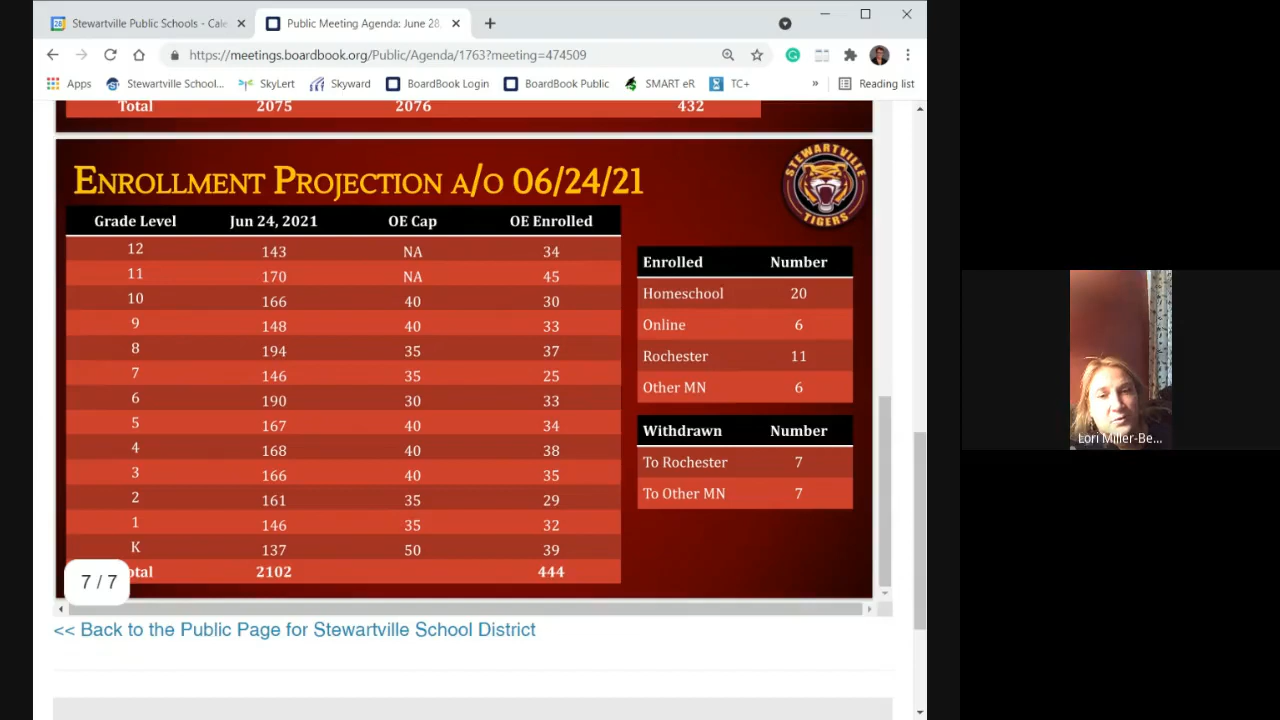 Stewartville Public Schools - Cale
Public Meeting Agenda: June 28,
https://meetings.boardbook.org/Public/Agenda/1763?meeting=474509
Apps Stewartville School... SkyLert Skyward BoardBook Login BoardBook Public SMART eR TC+ » Reading list
Total 2075 2076 432
ENROLLMENT PROJECTION A/O 06/24/21
STEWARTVILLE
TIGERS
Grade Level Jun 24, 2021 OE Cap OE Enrolled
12 143 NA 34
11 170 NA 45
10 166 40 30
9 148 40 33
8 194 35 37
7 146 35 25
6 190 30 33
5 167 40 34
4 168 40 38
3 166 40 35
2 161 35 29
1 146 35 32
K 137 50 39
otal 2102 444
7 / 7
Enrolled Number
Homeschool 20
Online 6
Rochester 11
Other MN 6
Withdrawn Number
To Rochester 7
To Other MN 7
<< Back to the Public Page for Stewartville School District
Lori Miller-Be...